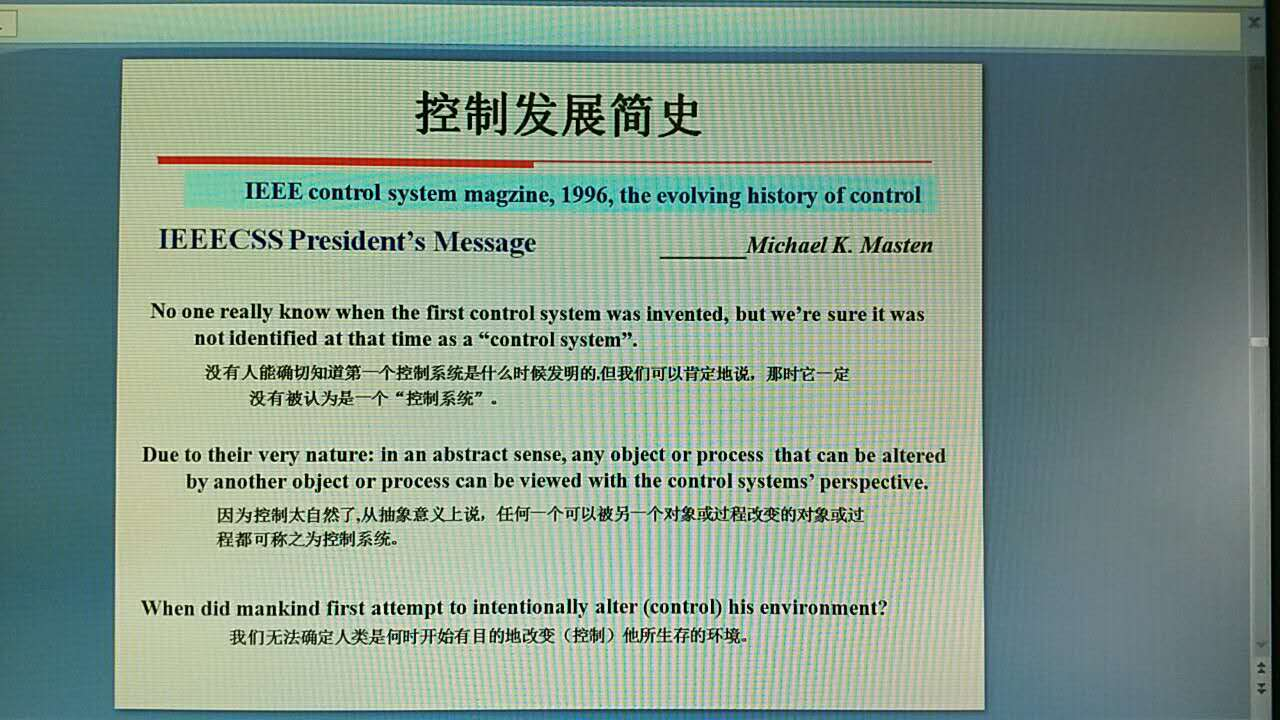 控制发展简史
IEEE control system magzine, 1996, the evolving history of control
IEEECSS President’s Message _______Michael K. Masten
No one really know when the first control system was invented, but we’re sure it was
not identified at that time as a “control system”.
没有人能确切知道第一个控制系统是什么时候发明的.但我们可以肯定地说，那时它一定
没有被认为是一个“控制系统”。
Due to their very nature: in an abstract sense, any object or process that can be altered
by another object or process can be viewed with the control systems’ perspective.
因为控制太自然了,从抽象意义上说，任何一个可以被另一个对象或过程改变的对象或过
程都可称之为控制系统。
When did mankind first attempt to intentionally alter (control) his environment?
我们无法确定人类是何时开始有目的地改变（控制）他所生存的环境。